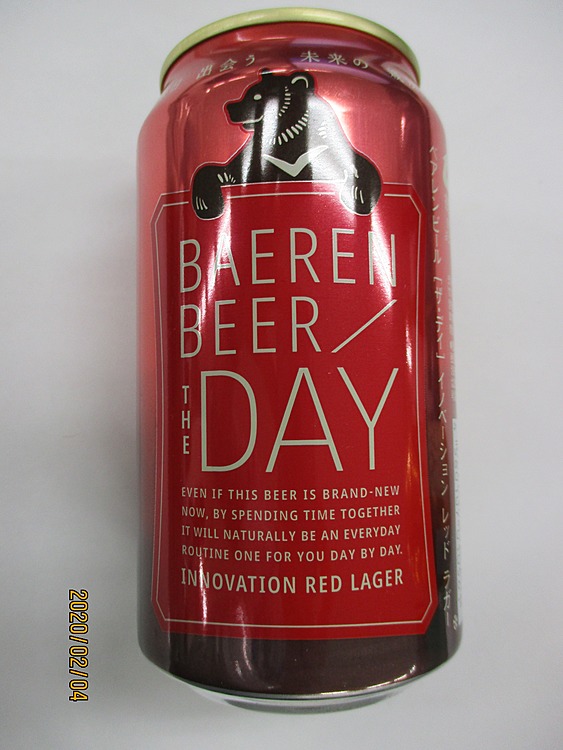 出会う 未来の
BAEREN
BEER/
THE DAY
EVEN IF THIS BEER IS BRAND-NEW
NOW, BY SPENDING TIME TOGETHER
IT WILL NATURALLY BE AN EVERYDAY
ROUTINE ONE FOR YOU DAY BY DAY.
INNOVATION RED LAGER
ベアレンビール 「ザ・デイ」 イノベーション レッド ラガー
2020/02/04